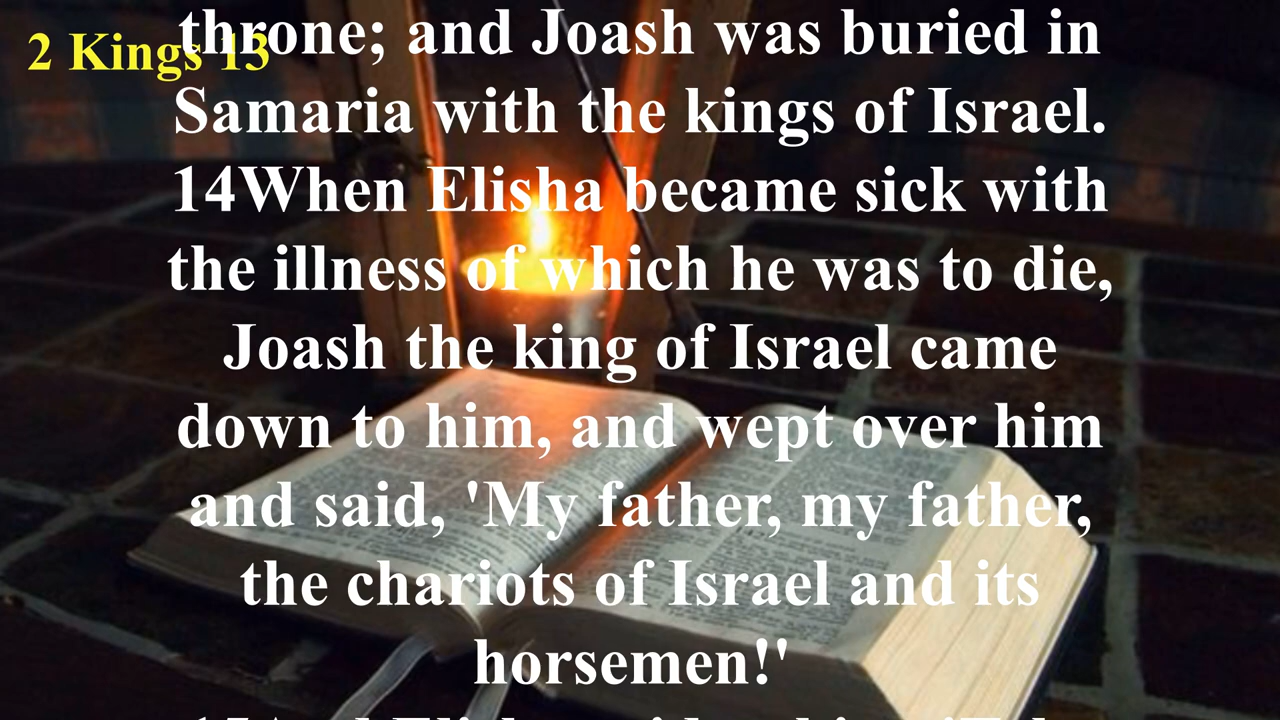 2 Kings 13
throne; and Joash was buried in
Samaria with the kings of Israel.
14When Elisha became sick with
the illness of which he was to die,
Joash the king of Israel came
down to him, and wept over him
and said, 'My father, my father,
the chariots of Israel and its
horsemen!'